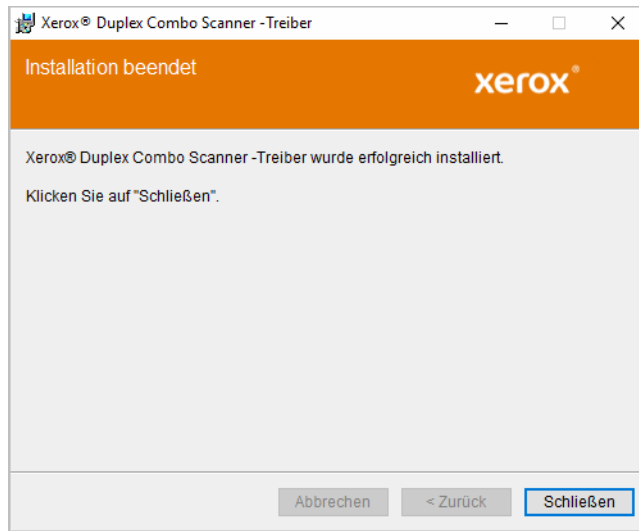 Xerox® Duplex Combo Scanner -Treiber
Installation beendet
xerox®
Xerox® Duplex Combo Scanner -Treiber wurde erfolgreich installiert.
Klicken Sie auf "Schließen".
Abbrechen < Zurück Schließen